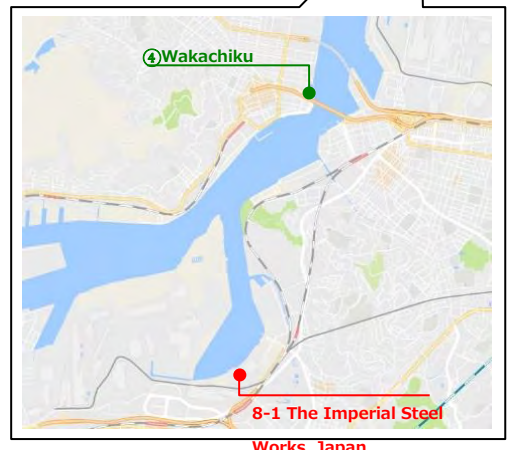 ④Wakachiku
8-1 The Imperial Steel
Works, Japan